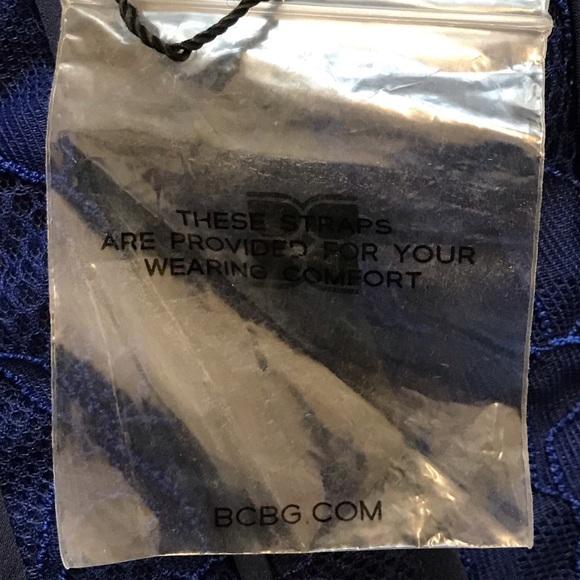 THESE STRAPS
ARE PROVIDED FOR YOUR
WEARING COMFORT
BCBG.COM